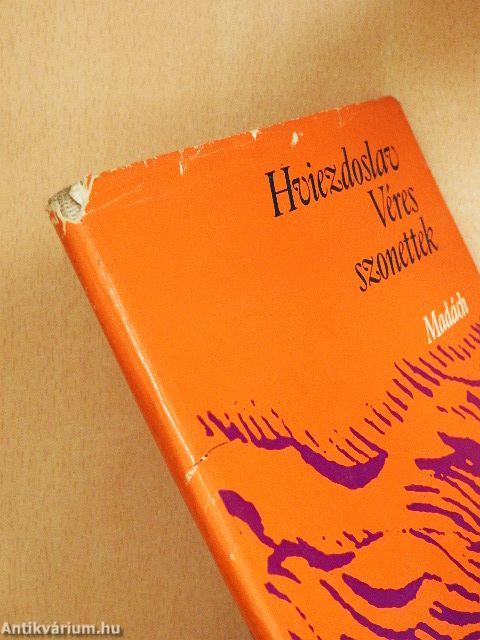 Hviezdoslav
Véres
szonettek
Madách
Antikvárium.hu